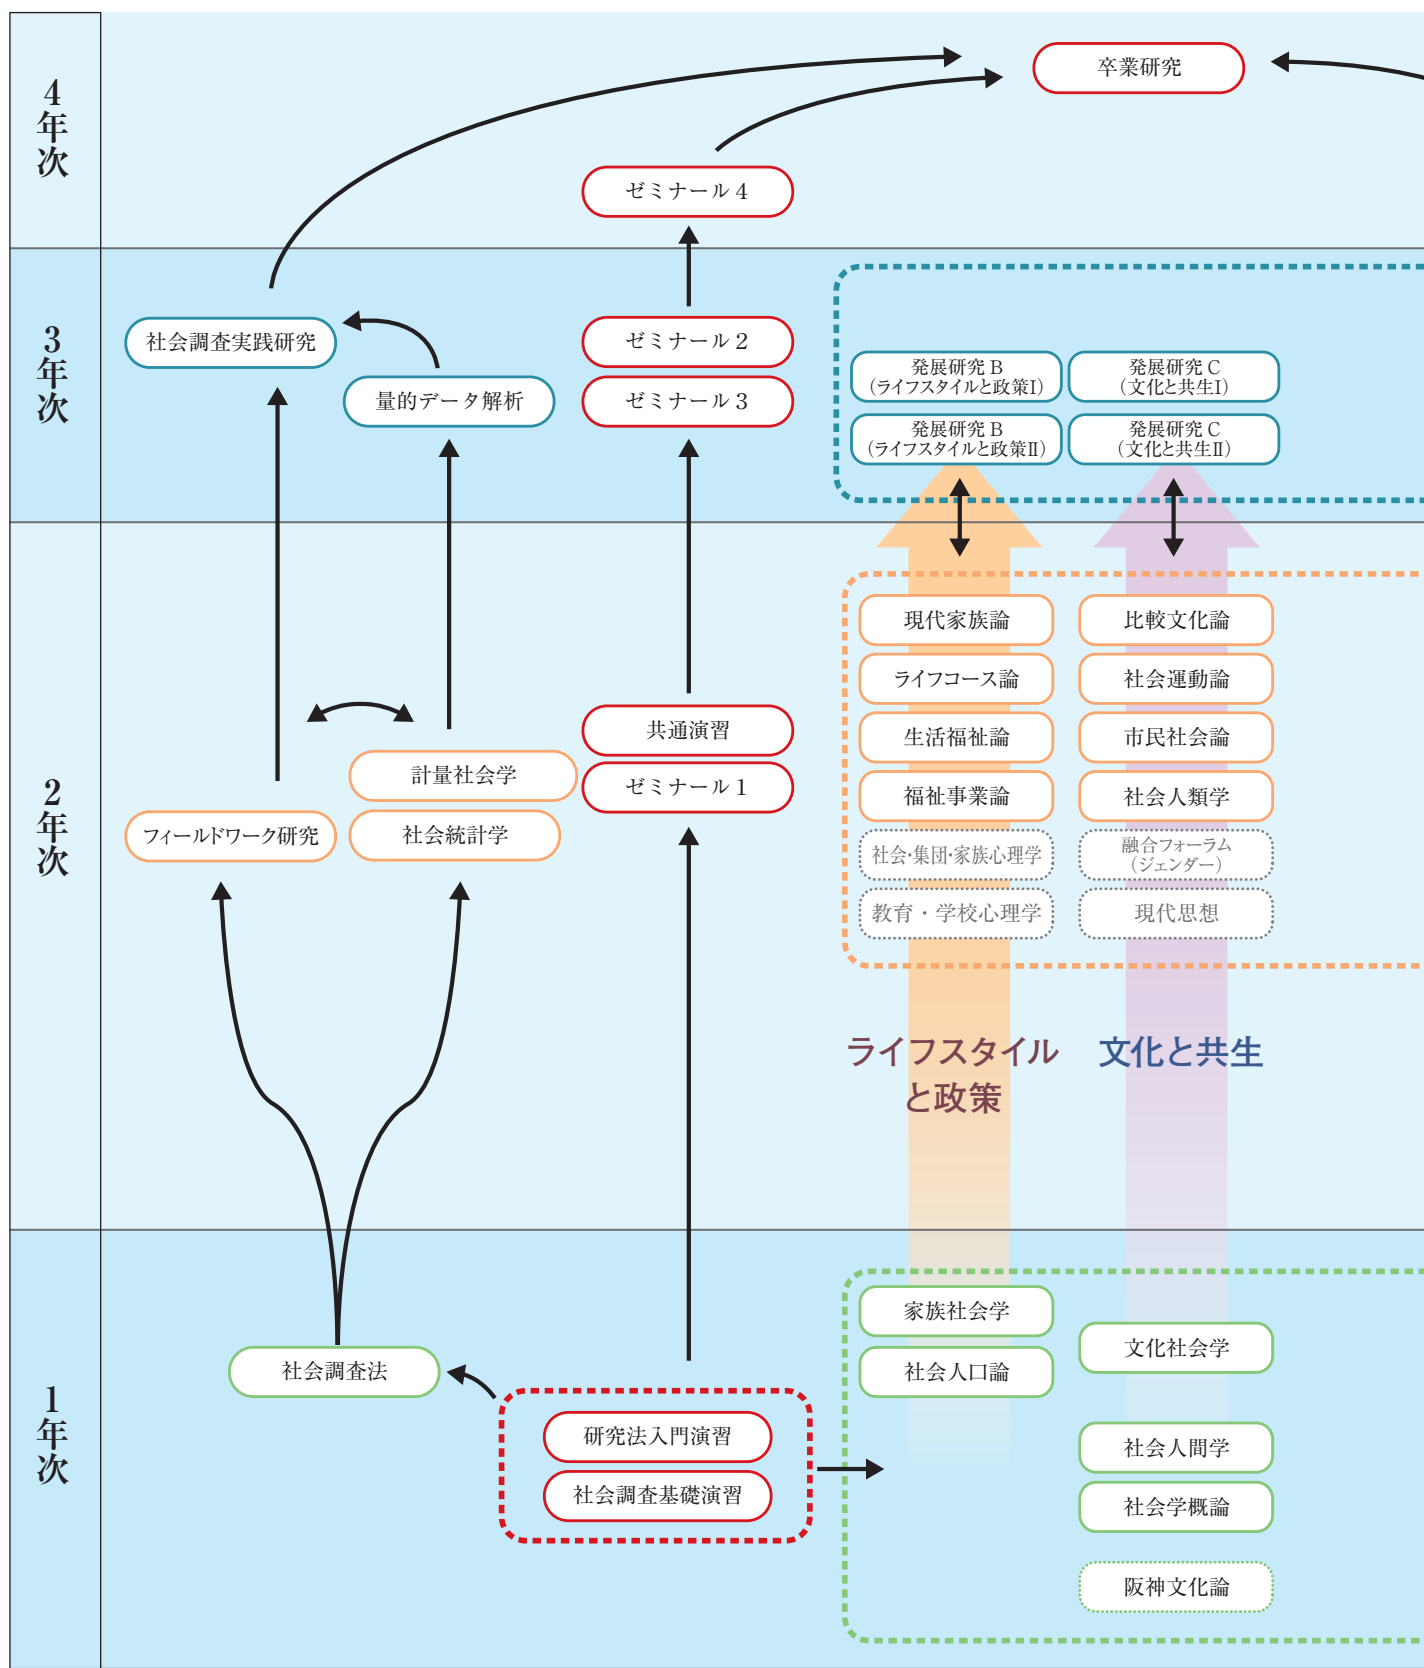 4年次
卒業研究
ゼミナール 4
3年次
社会調査実践研究
量的データ解析
ゼミナール 2
ゼミナール 3
発展研究 B
(ライフスタイルと政策I)
発展研究 C
(文化と共生I)
発展研究 B
(ライフスタイルと政策II)
発展研究 C
(文化と共生II)
2年次
フィールドワーク研究
計量社会学
社会統計学
共通演習
ゼミナール 1
現代家族論
ライフコース論
生活福祉論
福祉事業論
社会・集団・家族心理学
教育・学校心理学
比較文化論
社会運動論
市民社会論
社会人類学
融合フォーラム
(ジェンダー)
現代思想
ライフスタイル
と政策
文化と共生
1年次
社会調査法
研究法入門演習
社会調査基礎演習
家族社会学
社会人口論
文化社会学
社会人間学
社会学概論
阪神文化論